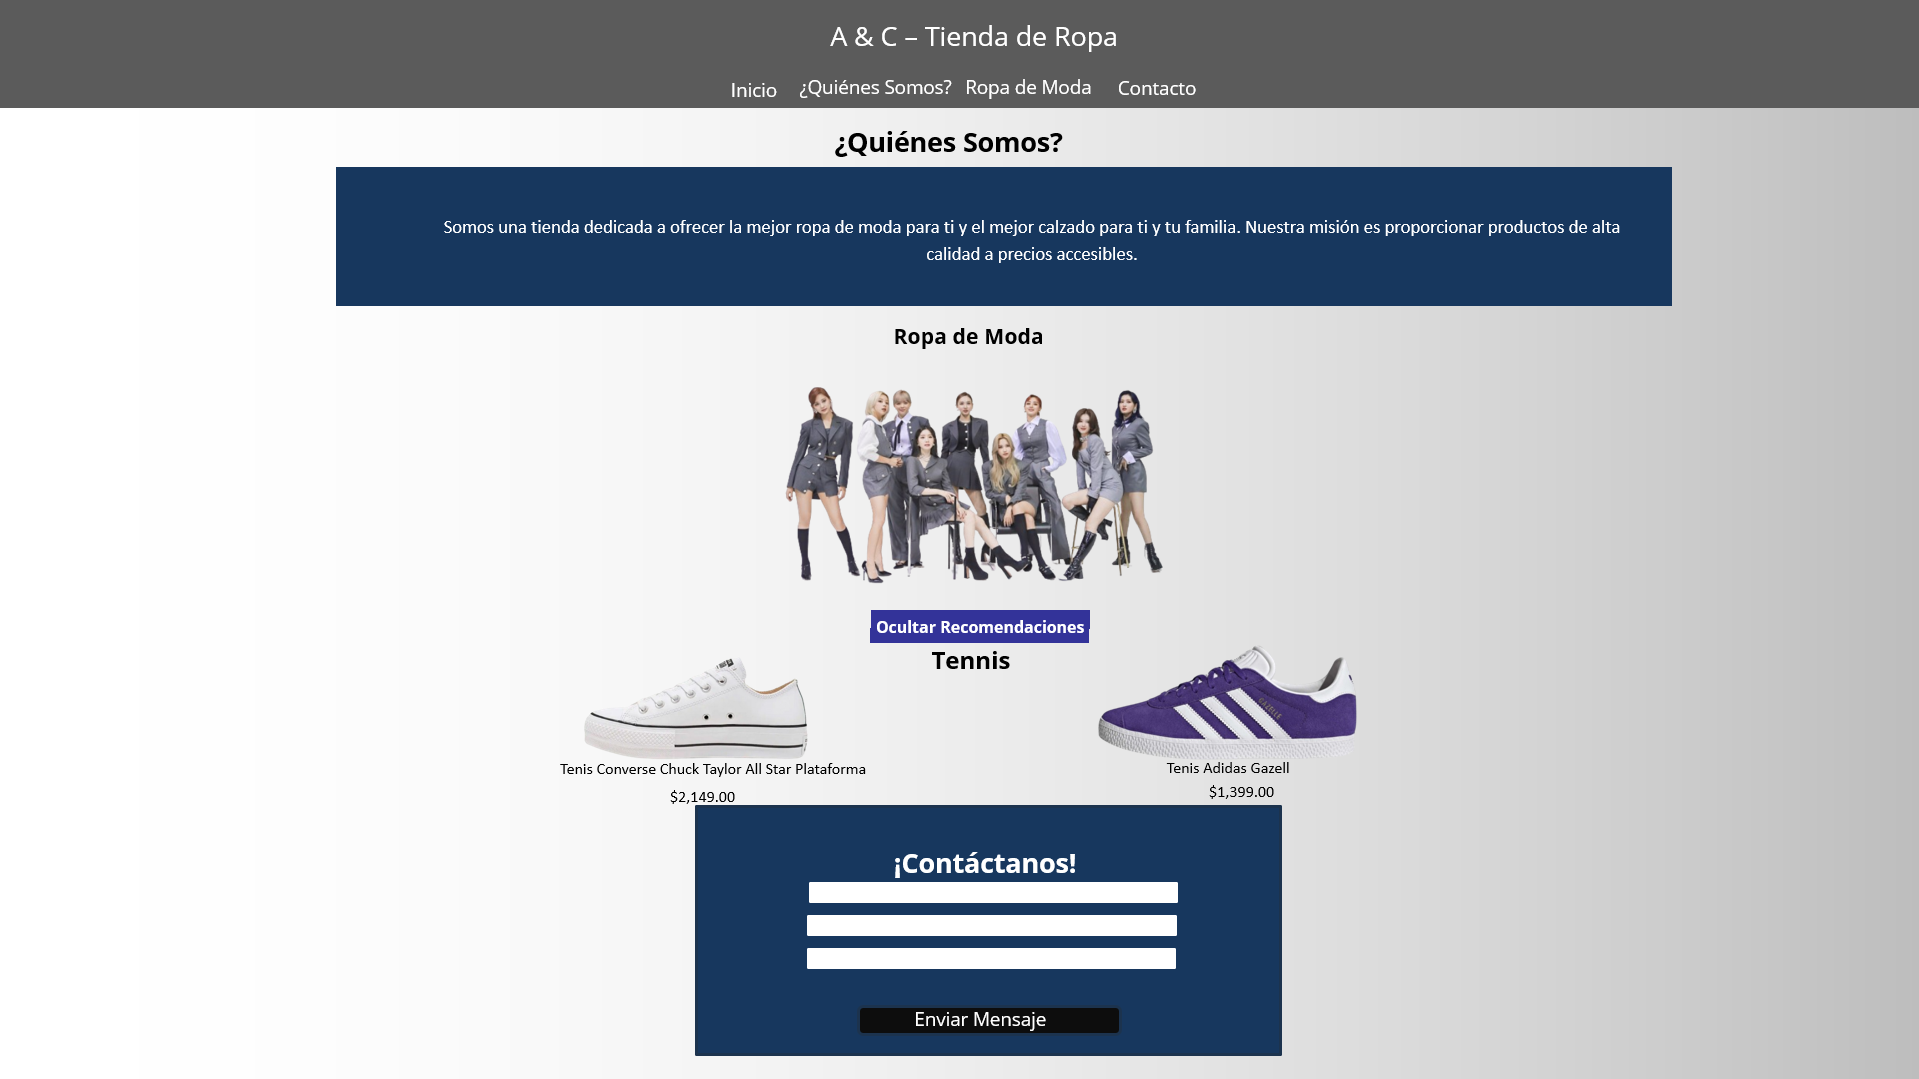 A & C – Tienda de Ropa
Inicio ¿Quiénes Somos? Ropa de Moda Contacto
¿Quiénes Somos?
Somos una tienda dedicada a ofrecer la mejor ropa de moda para ti y el mejor calzado para ti y tu familia. Nuestra misión es proporcionar productos de alta
calidad a precios accesibles.
Ropa de Moda
Ocultar Recomendaciones
Tennis
GAZELLE
Tenis Converse Chuck Taylor All Star Plataforma
Tenis Adidas Gazell
$2,149.00
$1,399.00
¡Contáctanos!
Enviar Mensaje